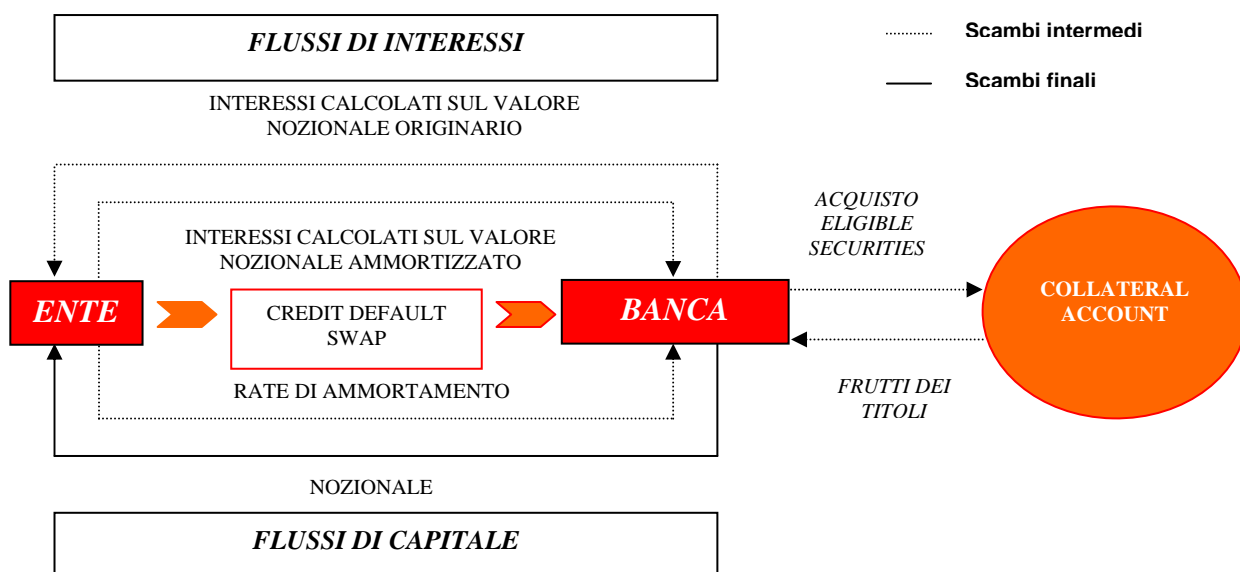 FLUSSI DI INTERESSI
Scambi intermedi
Scambi finali
INTERESSI CALCOLATI SUL VALORE
NOZIONALE ORIGINARIO
ACQUISTO
ELIGIBLE
SECURITIES
INTERESSI CALCOLATI SUL VALORE
NOZIONALE AMMORTIZZATO
ENTE
CREDIT DEFAULT
SWAP
BANCA
COLLATERAL
ACCOUNT
RATE DI AMMORTAMENTO
FRUTTI DEI
TITOLI
NOZIONALE
FLUSSI DI CAPITALE